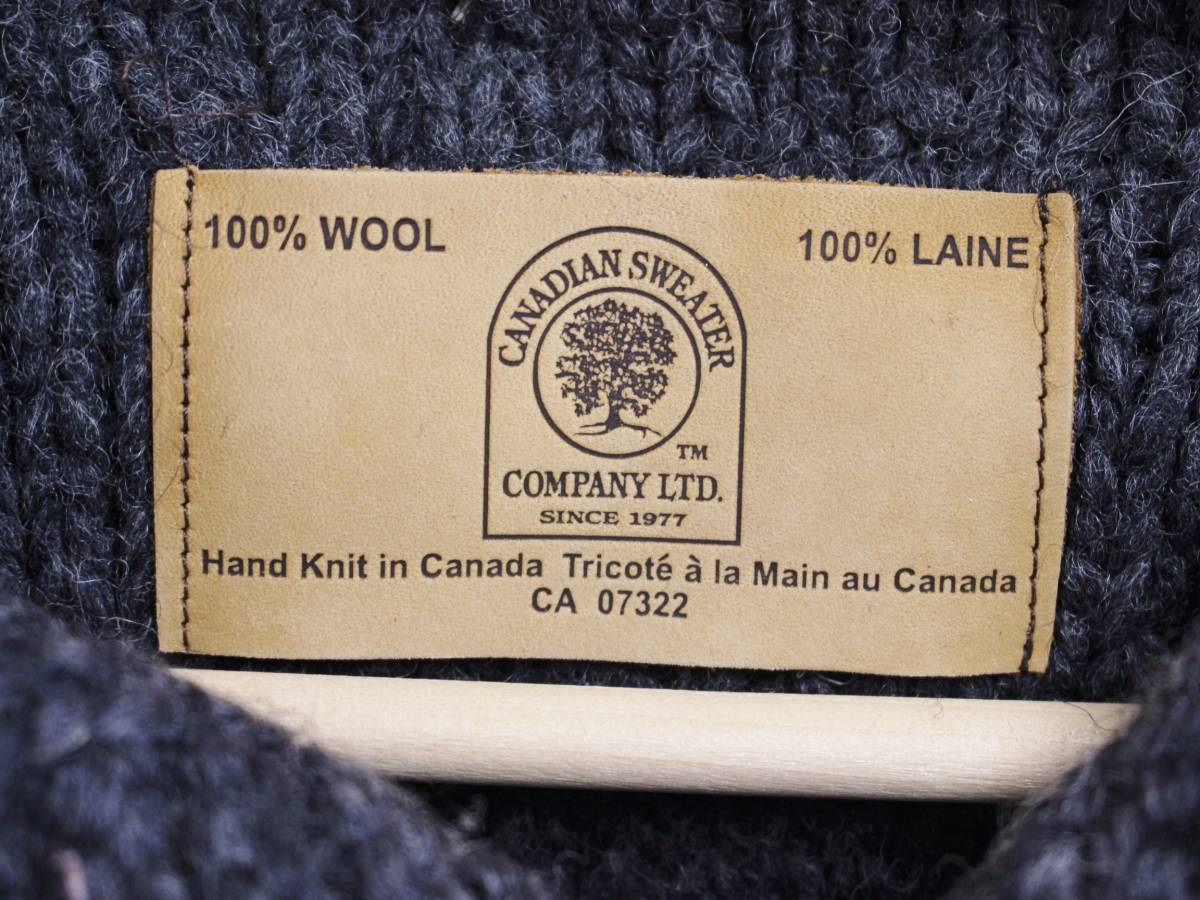 100% WOOL
100% LAINE
CANADIAN SWEATER
TM
COMPANY LTD.
SINCE 1977
Hand Knit in Canada Tricoté à la Main au Canada
CA 07322